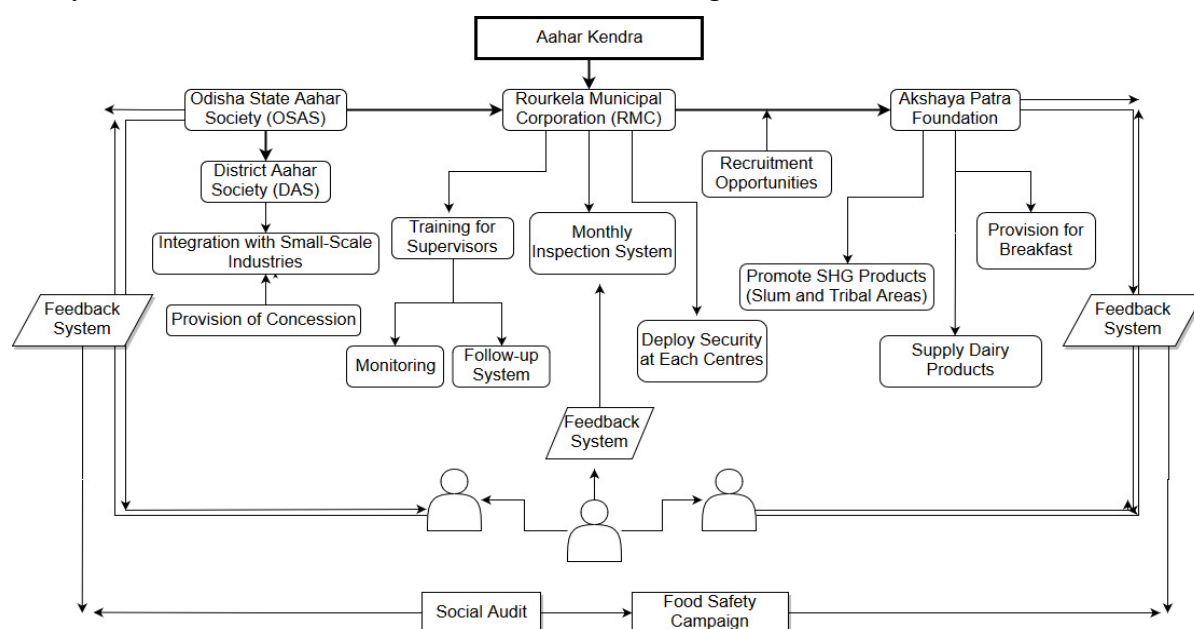 Aahar Kendra
Odisha State Aahar
Society (OSAS)
Rourkela Municipal
Corporation (RMC)
Akshaya Patra
Foundation
District Aahar
Society (DAS)
Recruitment
Opportunities
Training for
Supervisors
Monthly
Inspection System
Provision for
Breakfast
Integration with Small-Scale
Industries
Promote SHG Products
(Slum and Tribal Areas)
Feedback
System
Provision of Concession
Feedback
System
Monitoring
Follow-up
System
Deploy Security
at Each Centres
Supply Dairy
Products
Feedback
System
Social Audit
Food Safety
Campaign